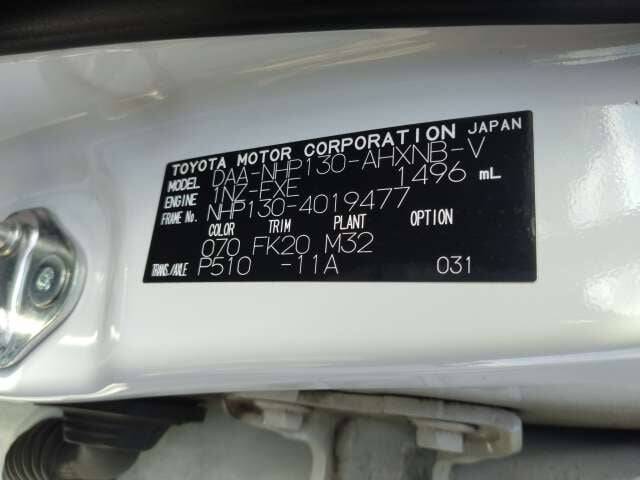 TOYOTA MOTOR CORPORATION JAPAN
MODEL DAA-NHP130-AHXNB-V
ENGINE 1NZ-FXE 1496 mL
FRAME No. NHP130-4019477
COLOR TRIM PLANT OPTION
070 FK20 M32
TRANS./AXLE P510 -11A 031